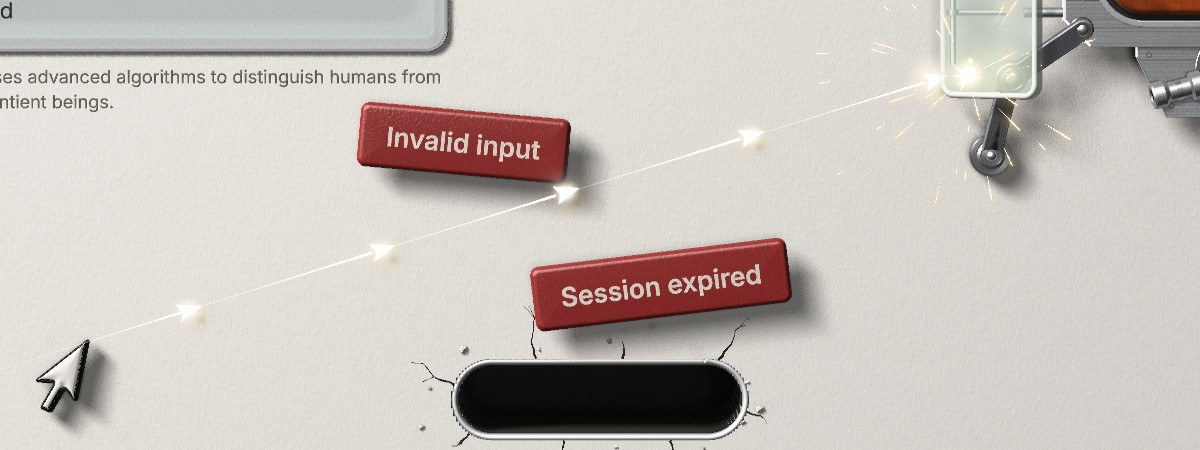 d
ses advanced algorithms to distinguish humans from
ntient beings.
Invalid input
Session expired